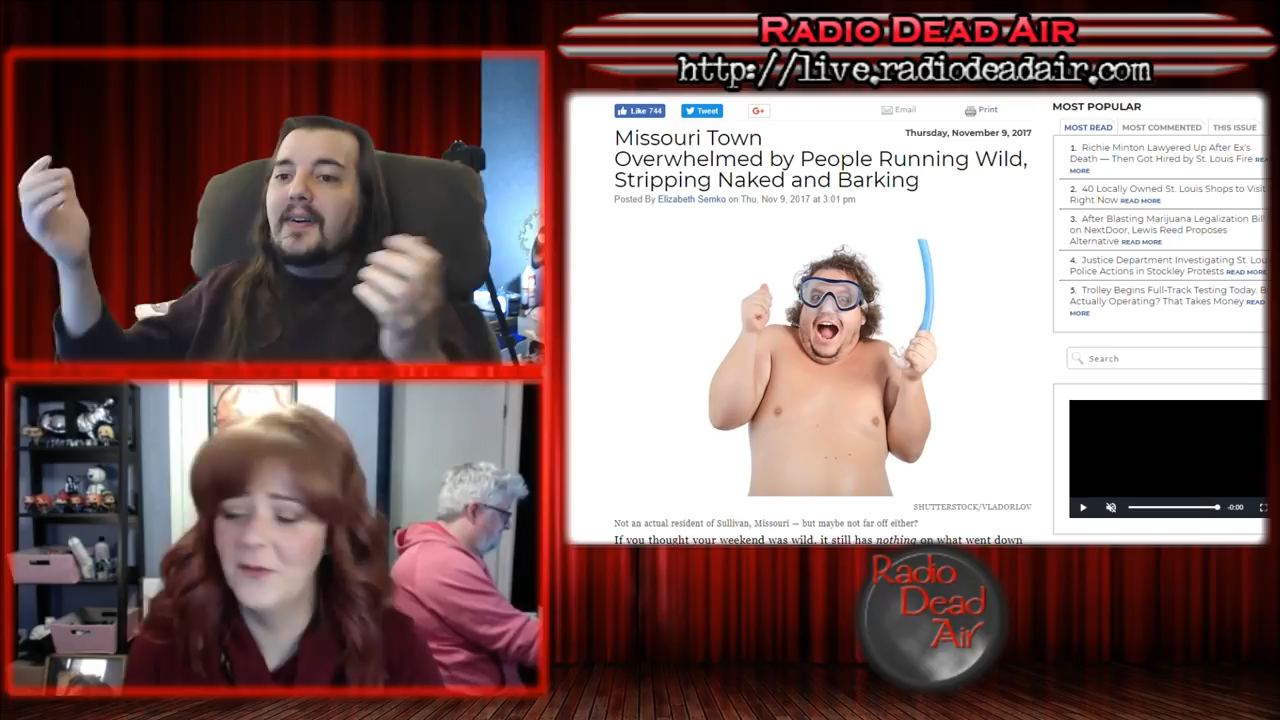 RADIO DEAD AIR
http://live.radiodeadair.com
Like 744
Tweet
G+
Email
Print
MOST POPULAR
MOST READ
MOST COMMENTED
THIS ISSUE
Thursday, November 9, 2017
Missouri Town
Overwhelmed by People Running Wild,
Stripping Naked and Barking
Posted By Elizabeth Semko on Thu, Nov 9, 2017 at 3:01 pm
1. Richie Minton Lawyered Up After Ex's
Death — Then Got Hired by St. Louis Fire REA
MORE
2. 40 Locally Owned St. Louis Shops to Visit
Right Now READ MORE
3. After Blasting Marijuana Legalization Bil
on NextDoor, Lewis Reed Proposes
Alternative READ MORE
4. Justice Department Investigating St. Lou
Police Actions in Stockley Protests READ MORE
5. Trolley Begins Full-Track Testing Today. B
Actually Operating? That Takes Money READ
MORE
Search
-0:00
SHUTTERSTOCK/VLADORLOV
Not an actual resident of Sullivan, Missouri — but maybe not far off either?
If you thought your weekend was wild, it still has nothing on what went down
Radio
Dead
Air